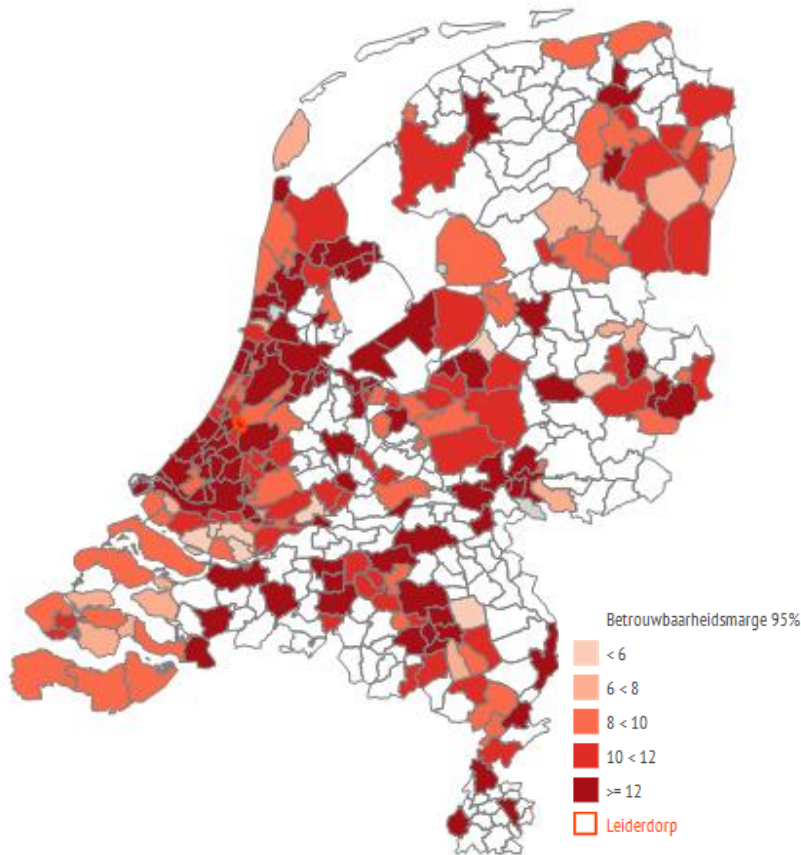 Betrouwbaarheidsmarge 95%
< 6
6 < 8
8 < 10
10 < 12
>= 12
Leiderdorp